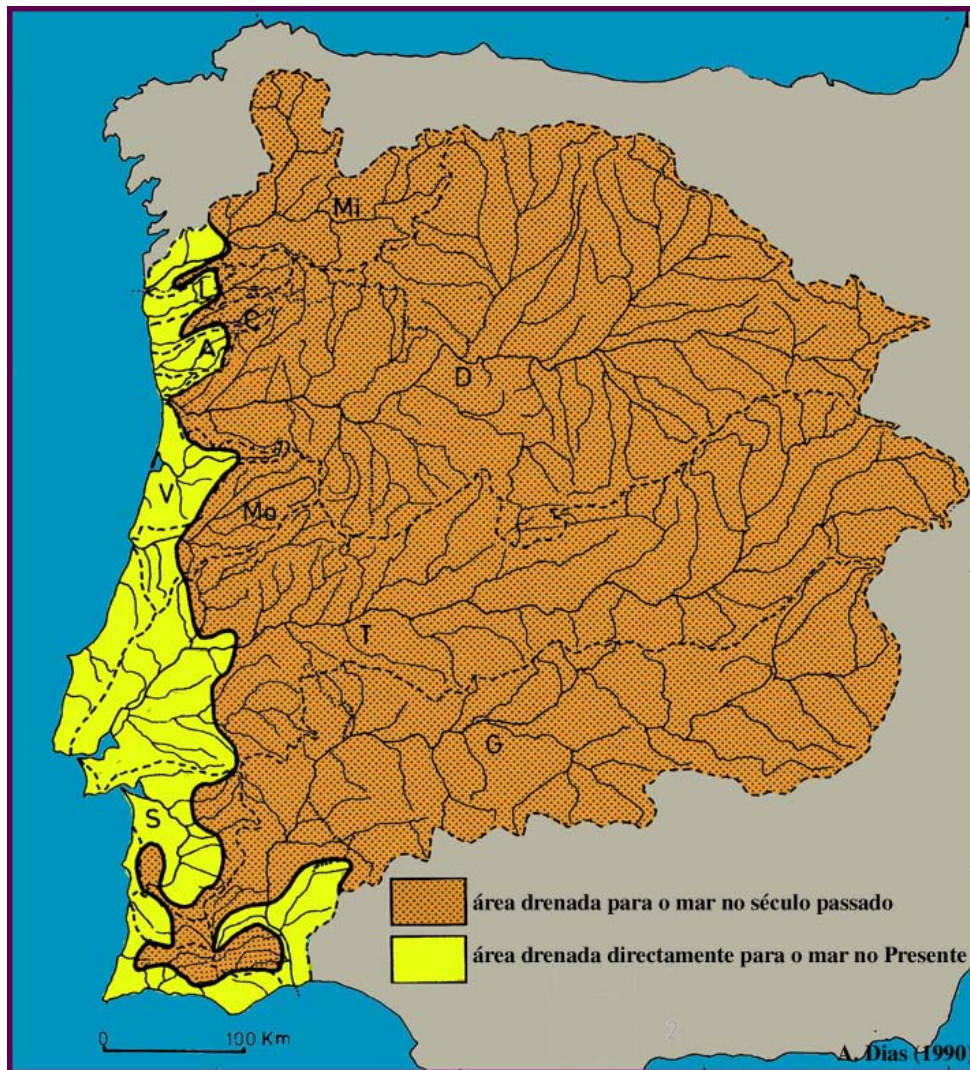 Mi
L
C
A
D
V
Mo
T
G
S
área drenada para o mar no século passado
área drenada directamente para o mar no Presente
0 100 Km
2
A. Dias (1990)